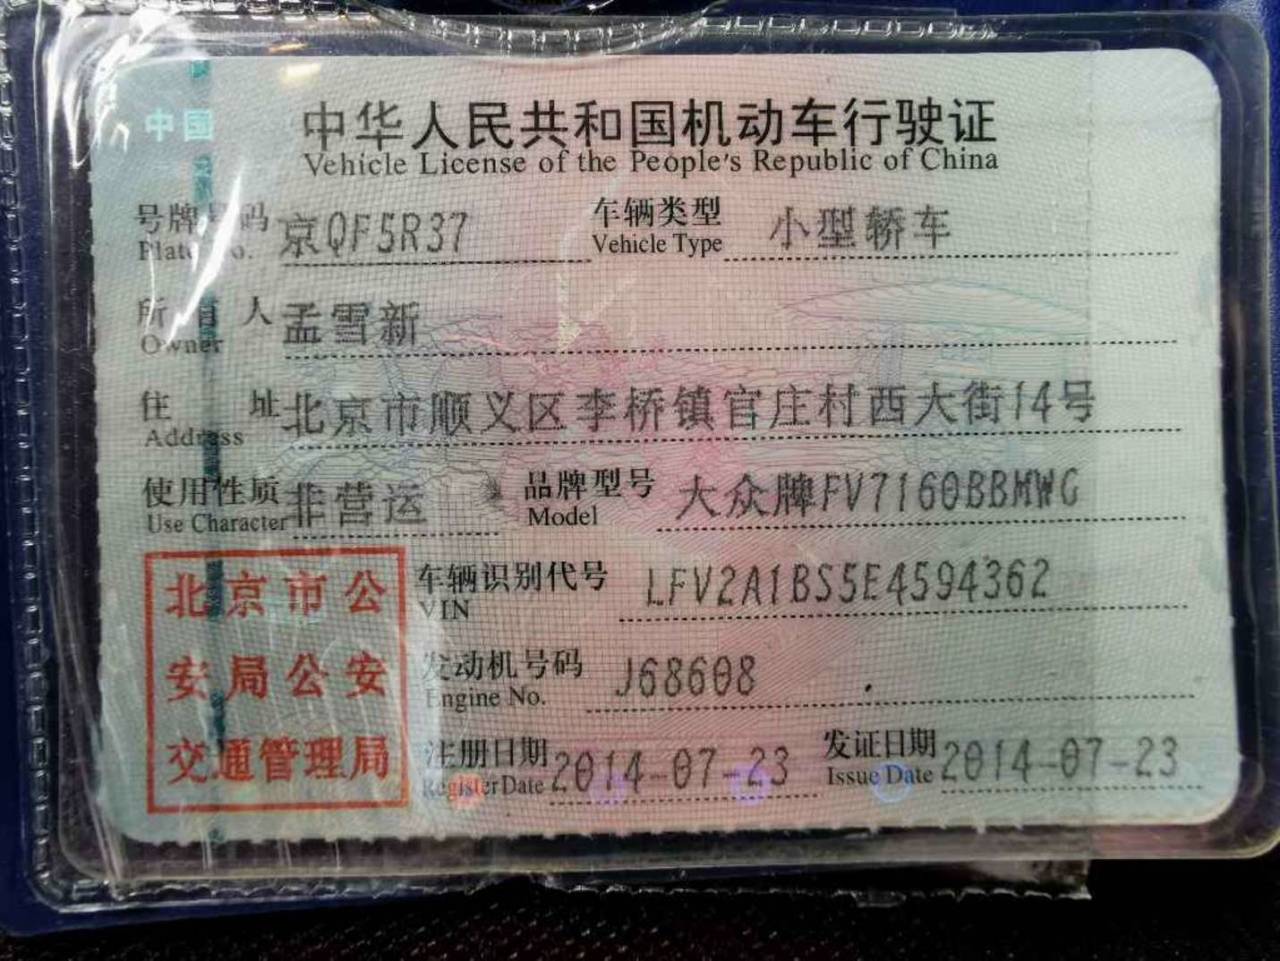 中国
中华人民共和国机动车行驶证
Vehicle License of the People's Republic of China
号牌号码 京QF5R37 车辆类型 小型轿车
Plate No. Vehicle Type
所有人 孟雪新
Owner
住址 北京市顺义区李桥镇官庄村西大街14号
Address
使用性质 非营运 品牌型号 大众牌FV7160BBMWG
Use Character Model
北京市公 车辆识别代号 LFV2A1BS5E4594362
VIN
安局公安 发动机号码 J68608
Engine No.
交通管理局 注册日期 2014-07-23 发证日期 2014-07-23
Register Date Issue Date